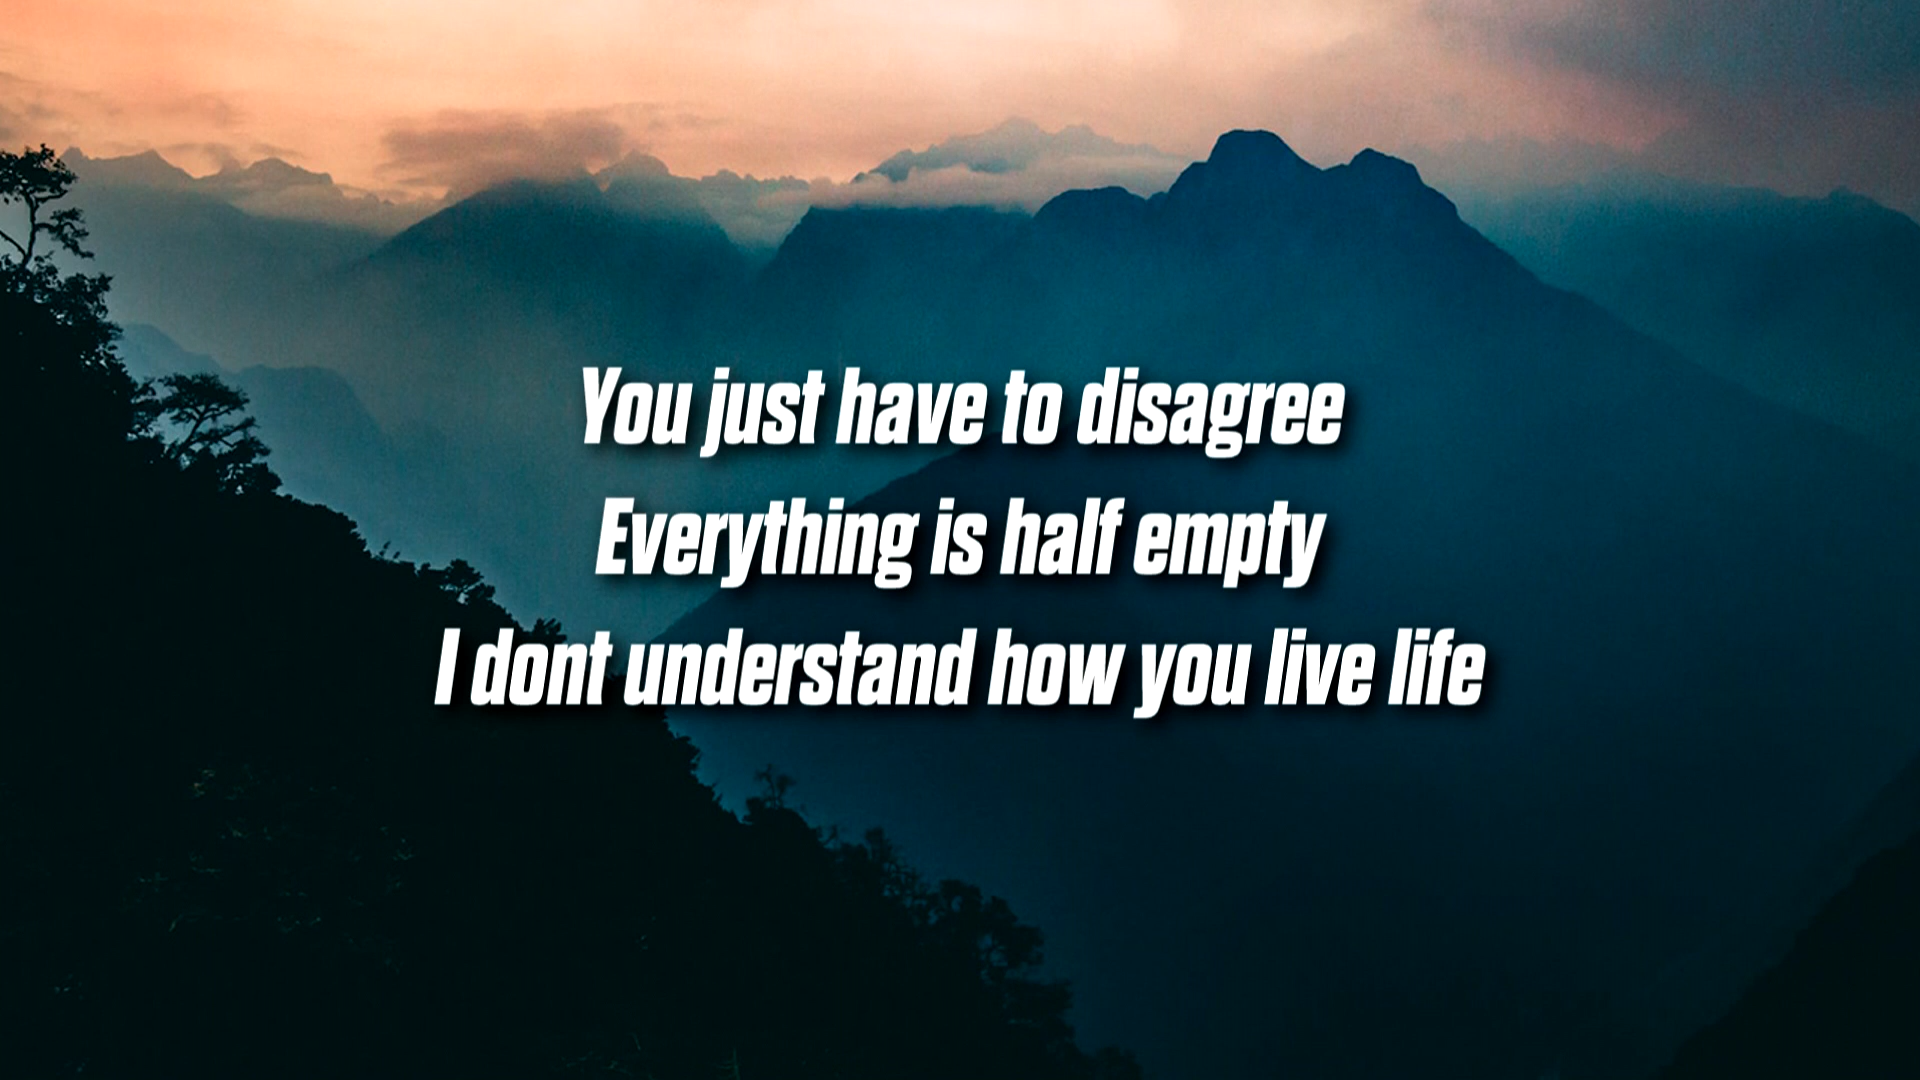 You just have to disagree
Everything is half empty
I dont understand how you live life